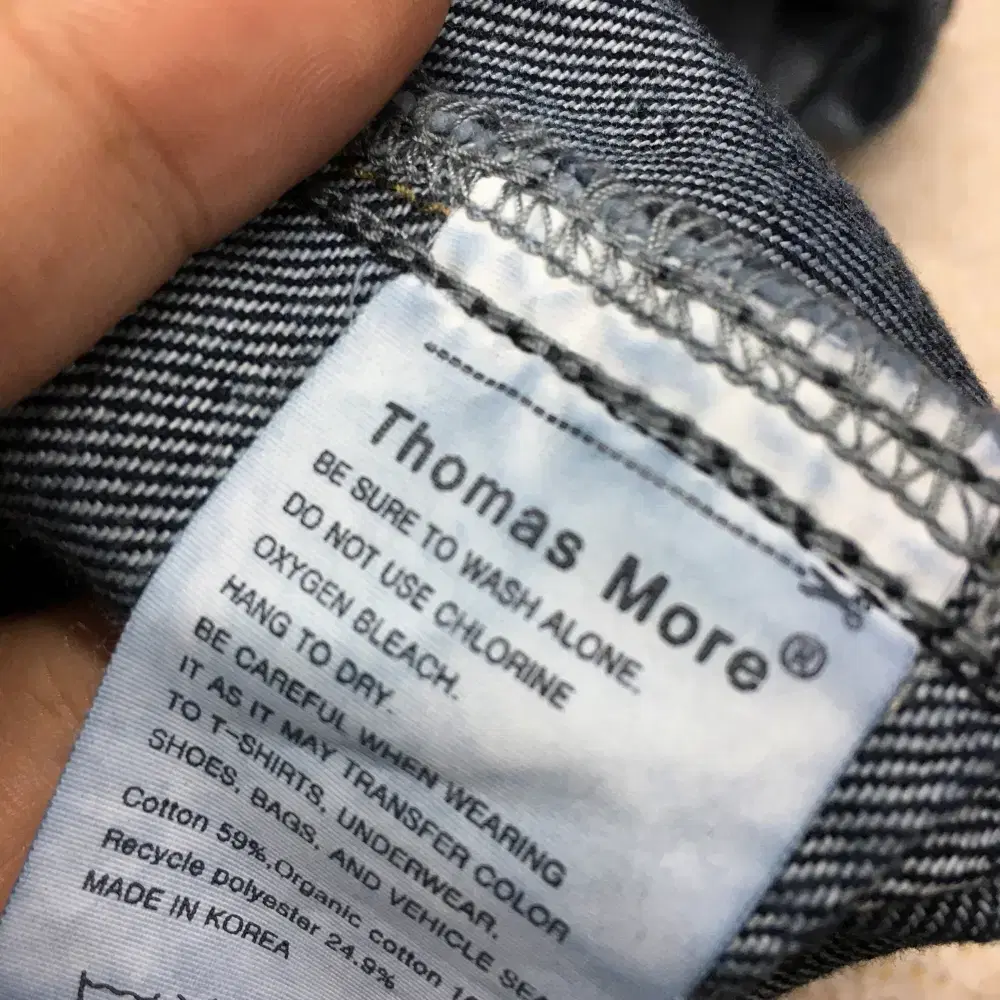 Thomas More®
BE SURE TO WASH ALONE.
DO NOT USE CHLORINE
OXYGEN BLEACH.
HANG TO DRY.
BE CAREFUL WHEN WEARING
IT AS IT MAY TRANSFER COLOR
TO T-SHIRTS, UNDERWEAR,
SHOES, BAGS, AND VEHICLE
Cotton 59%,Organic cotton
Recycle polyester 24.9%
MADE IN KOREA